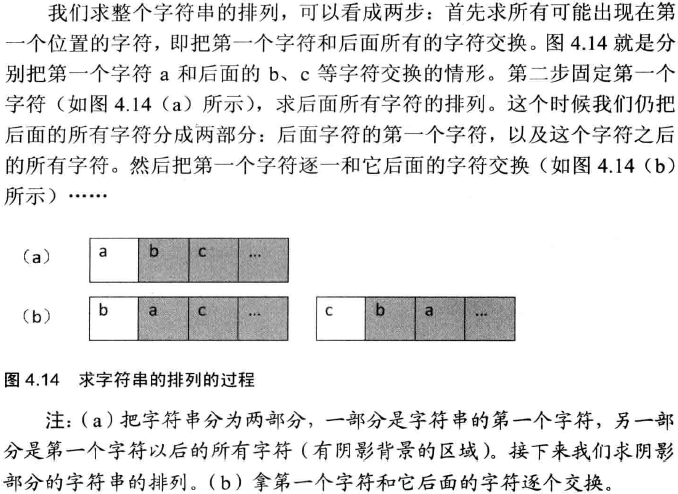 我们求整个字符串的排列，可以看成两步：首先求所有可能出现在第
一个位置的字符，即把第一个字符和后面所有的字符交换。图 4.14 就是分
别把第一个字符 a 和后面的 b、c 等字符交换的情形。第二步固定第一个
字符（如图 4.14（a）所示），求后面所有字符的排列。这个时候我们仍把
后面的所有字符分成两部分：后面字符的第一个字符，以及这个字符之后
的所有字符。然后把第一个字符逐一和它后面的字符交换（如图 4.14（b）
所示）……
（a） a b c ...
（b） b a c ... c b a ...
图 4.14 求字符串的排列的过程
注：（a）把字符串分为两部分，一部分是字符串的第一个字符，另一部
分是第一个字符以后的所有字符（有阴影背景的区域）。接下来我们求阴影
部分的字符串的排列。（b）拿第一个字符和它后面的字符逐个交换。